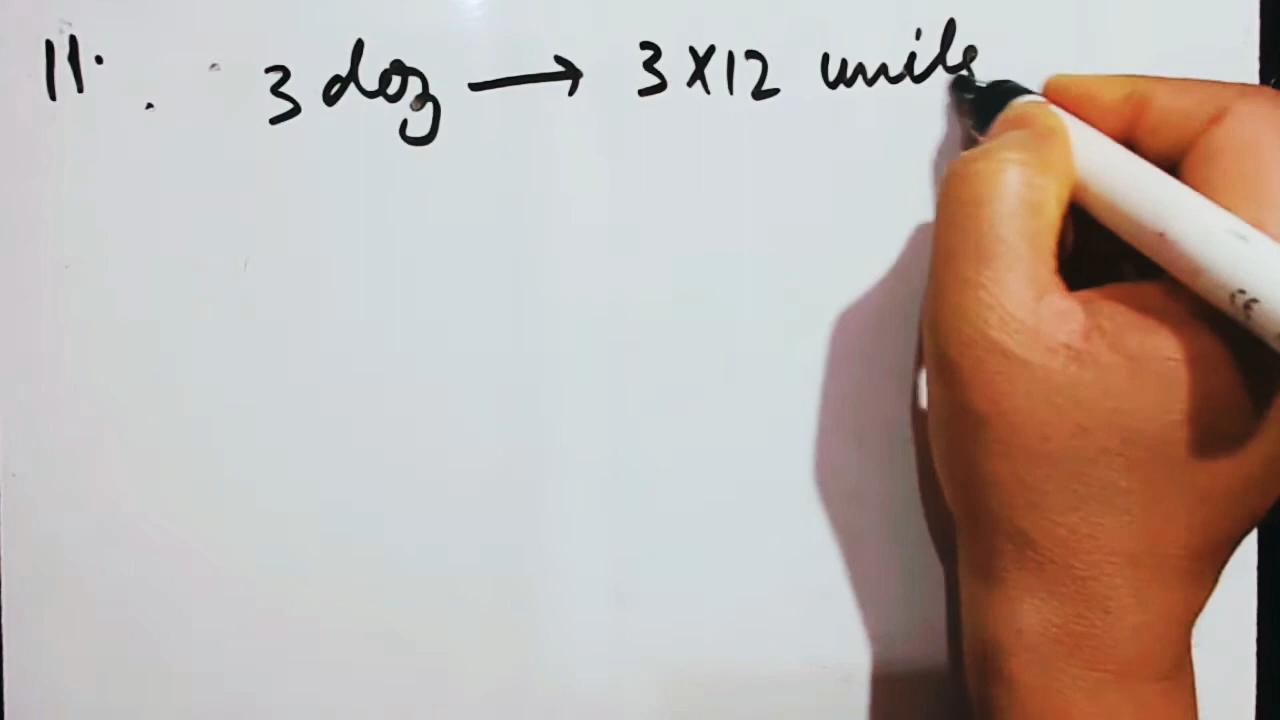 11. 3 doz → 3 × 12 units